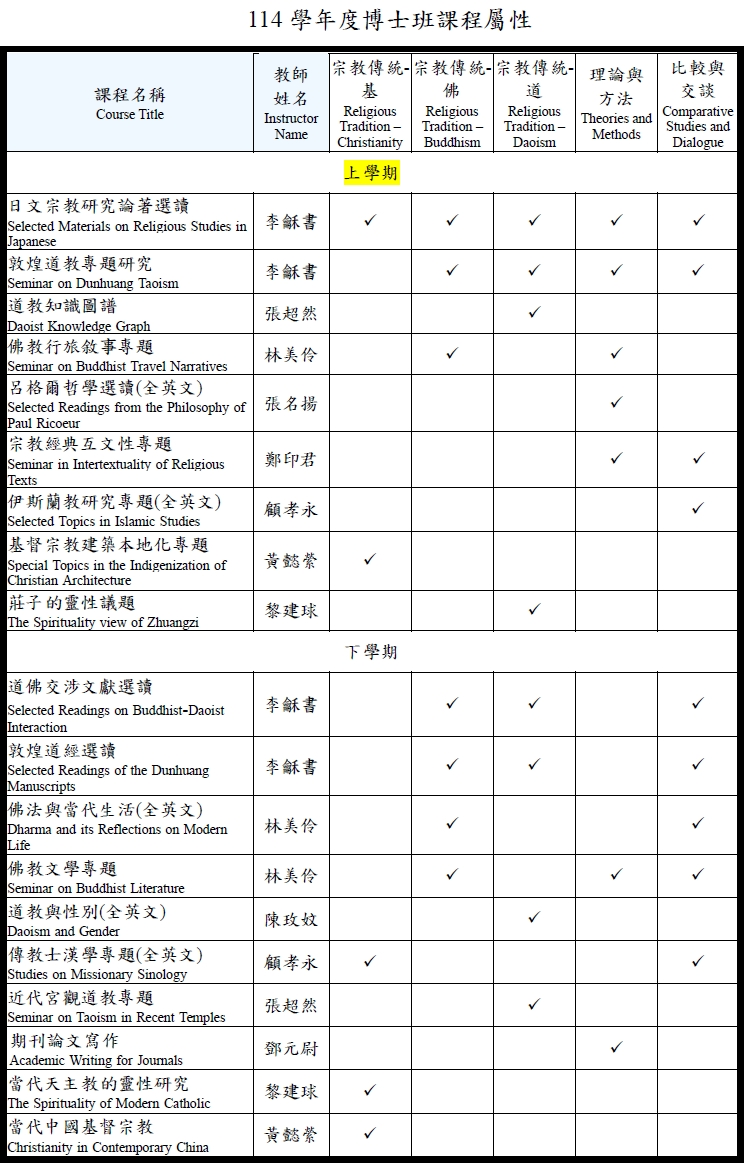 114 學年度博士班課程屬性
課程名稱
Course Title
教師
姓名
Instructor
Name
宗教傳統-
基
Religious
Tradition –
Christianity
宗教傳統-
佛
Religious
Tradition –
Buddhism
宗教傳統-
道
Religious
Tradition –
Daoism
理論與
方法
Theories and
Methods
比較與
交談
Comparative
Studies and
Dialogue
上學期
日文宗教研究論著選讀
Selected Materials on Religious Studies in
Japanese
李龢書
✓ ✓ ✓ ✓ ✓
敦煌道教專題研究
Seminar on Dunhuang Taoism
李龢書
✓ ✓ ✓ ✓
道教知識圖譜
Daoist Knowledge Graph
張超然
✓
佛教行旅敘事專題
Seminar on Buddhist Travel Narratives
林美伶
✓ ✓
呂格爾哲學選讀(全英文)
Selected Readings from the Philosophy of
Paul Ricoeur
張名揚
✓
宗教經典互文性專題
Seminar in Intertextuality of Religious
Texts
鄭印君
✓ ✓
伊斯蘭教研究專題(全英文)
Selected Topics in Islamic Studies
顧孝永
✓
基督宗教建築本地化專題
Special Topics in the Indigenization of
Christian Architecture
黃懿縈
✓
莊子的靈性議題
The Spirituality view of Zhuangzi
黎建球
✓
下學期
道佛交涉文獻選讀
Selected Readings on Buddhist-Daoist
Interaction
李龢書
✓ ✓ ✓
敦煌道經選讀
Selected Readings of the Dunhuang
Manuscripts
李龢書
✓ ✓ ✓
佛法與當代生活(全英文)
Dharma and its Reflections on Modern
Life
林美伶
✓ ✓
佛教文學專題
Seminar on Buddhist Literature
林美伶
✓ ✓ ✓
道教與性別(全英文)
Daoism and Gender
陳玫妏
✓
傳教士漢學專題(全英文)
Studies on Missionary Sinology
顧孝永
✓ ✓
近代宮觀道教專題
Seminar on Taoism in Recent Temples
張超然
✓
期刊論文寫作
Academic Writing for Journals
鄧元尉
✓
當代天主教的靈性研究
The Spirituality of Modern Catholic
黎建球
✓
當代中國基督宗教
Christianity in Contemporary China
黃懿縈
✓